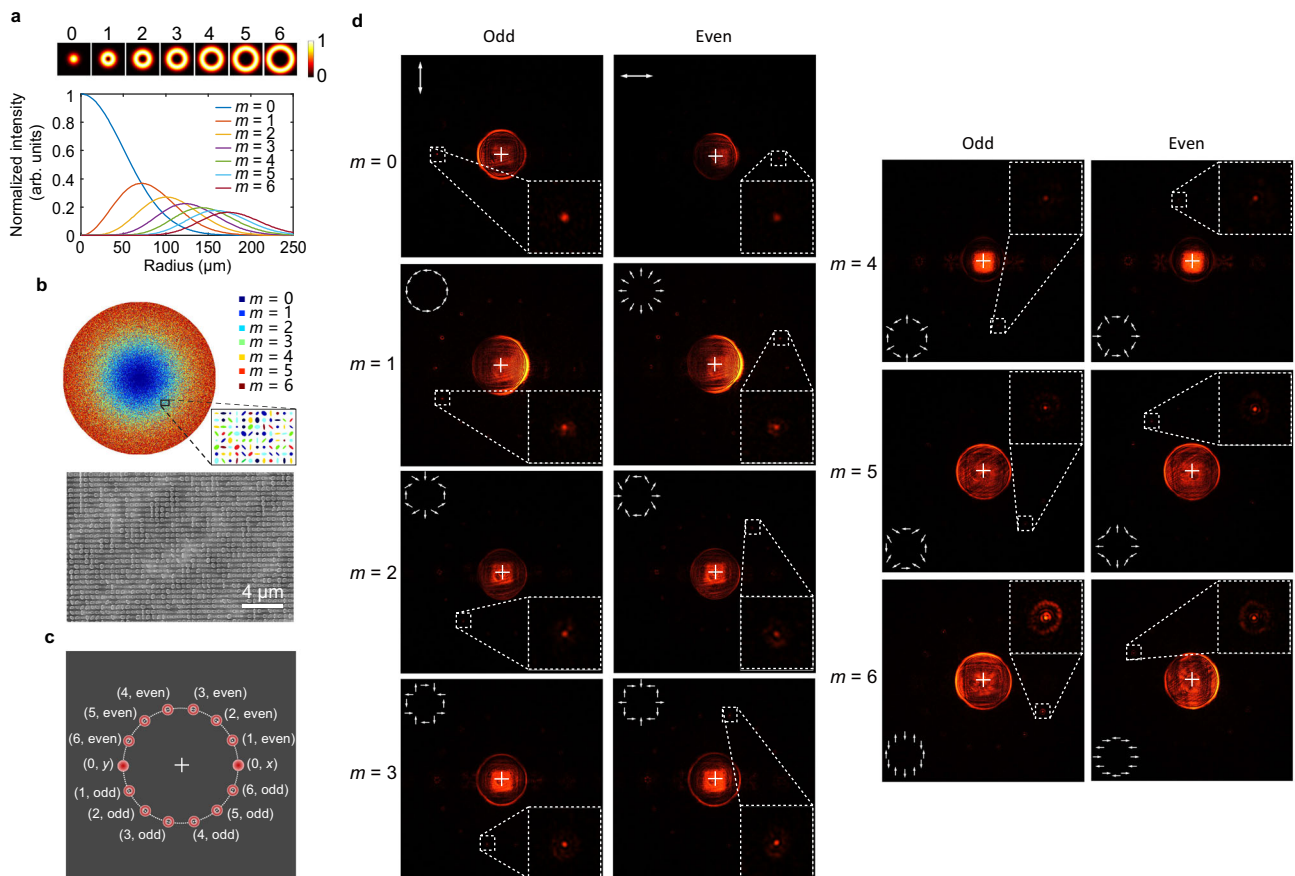 a
0 1 2 3 4 5 6
1
0
Normalized intensity
(arb. units)
1
0.8
0.6
0.4
0.2
0
0 50 100 150 200 250
Radius (μm)
m = 0
m = 1
m = 2
m = 3
m = 4
m = 5
m = 6
b
m = 0
m = 1
m = 2
m = 3
m = 4
m = 5
m = 6
4 μm
c
(4, even) (3, even)
(5, even) (2, even)
(6, even) (1, even)
(0, y) (0, x)
(1, odd) (6, odd)
(2, odd) (5, odd)
(3, odd) (4, odd)
d
Odd Even
m = 0
m = 1
m = 2
m = 3
Odd Even
m = 4
m = 5
m = 6